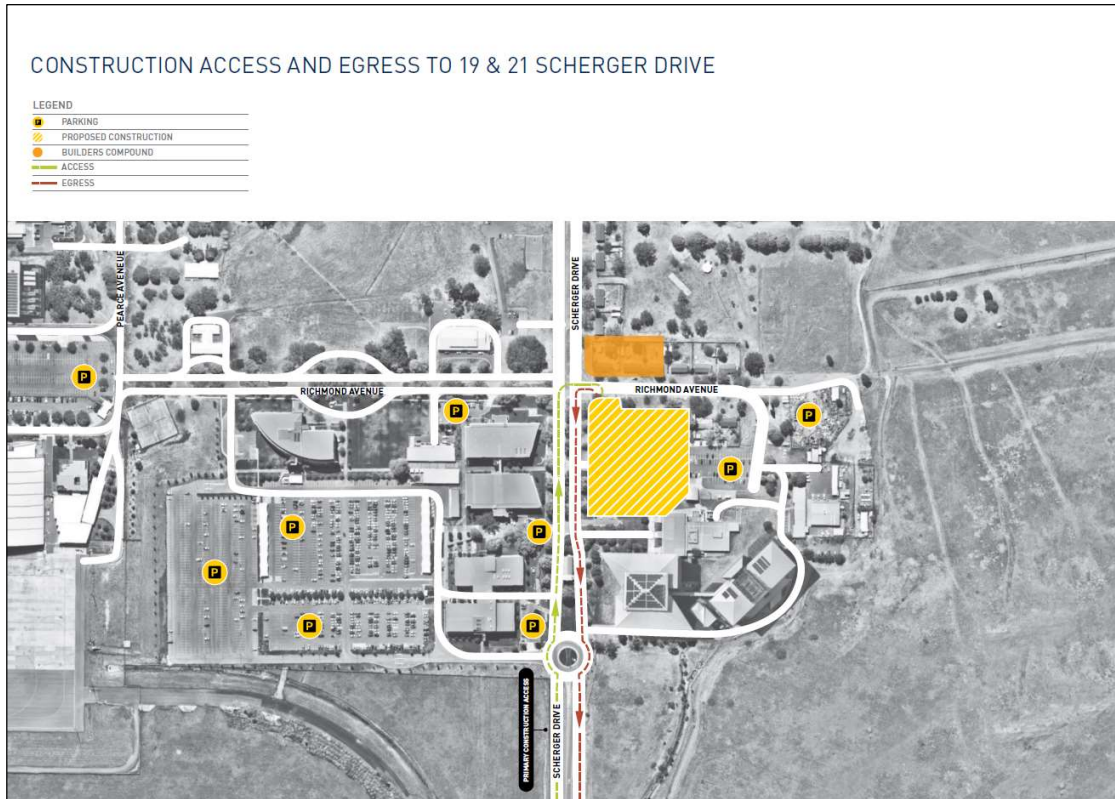 CONSTRUCTION ACCESS AND EGRESS TO 19 & 21 SCHERGER DRIVE
LEGEND
P PARKING
PROPOSED CONSTRUCTION
BUILDERS COMPOUND
ACCESS
EGRESS
PEARCE AVENEUE
SCHERGER DRIVE
P
RICHMOND AVENUE
RICHMOND AVENUE
P
P
P
P
P
P
P
P
PRIMARY CONSTRUCTION ACCESS
SCHERGER DRIVE